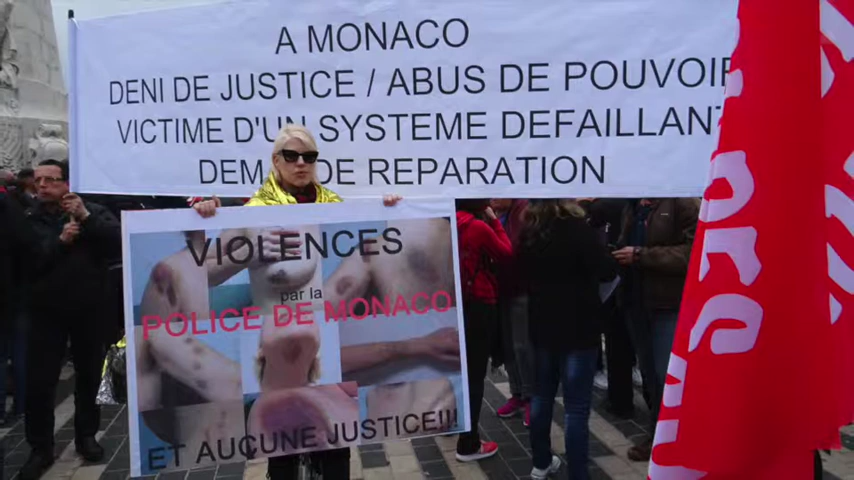 A MONACO
DENI DE JUSTICE / ABUS DE POUVOIR
VICTIME D'UN SYSTEME DEFAILLANT
DE REPARATION
VIOLENCES
par la
POLICE DE MONACO
ET AUCUNE JUSTICE!!!